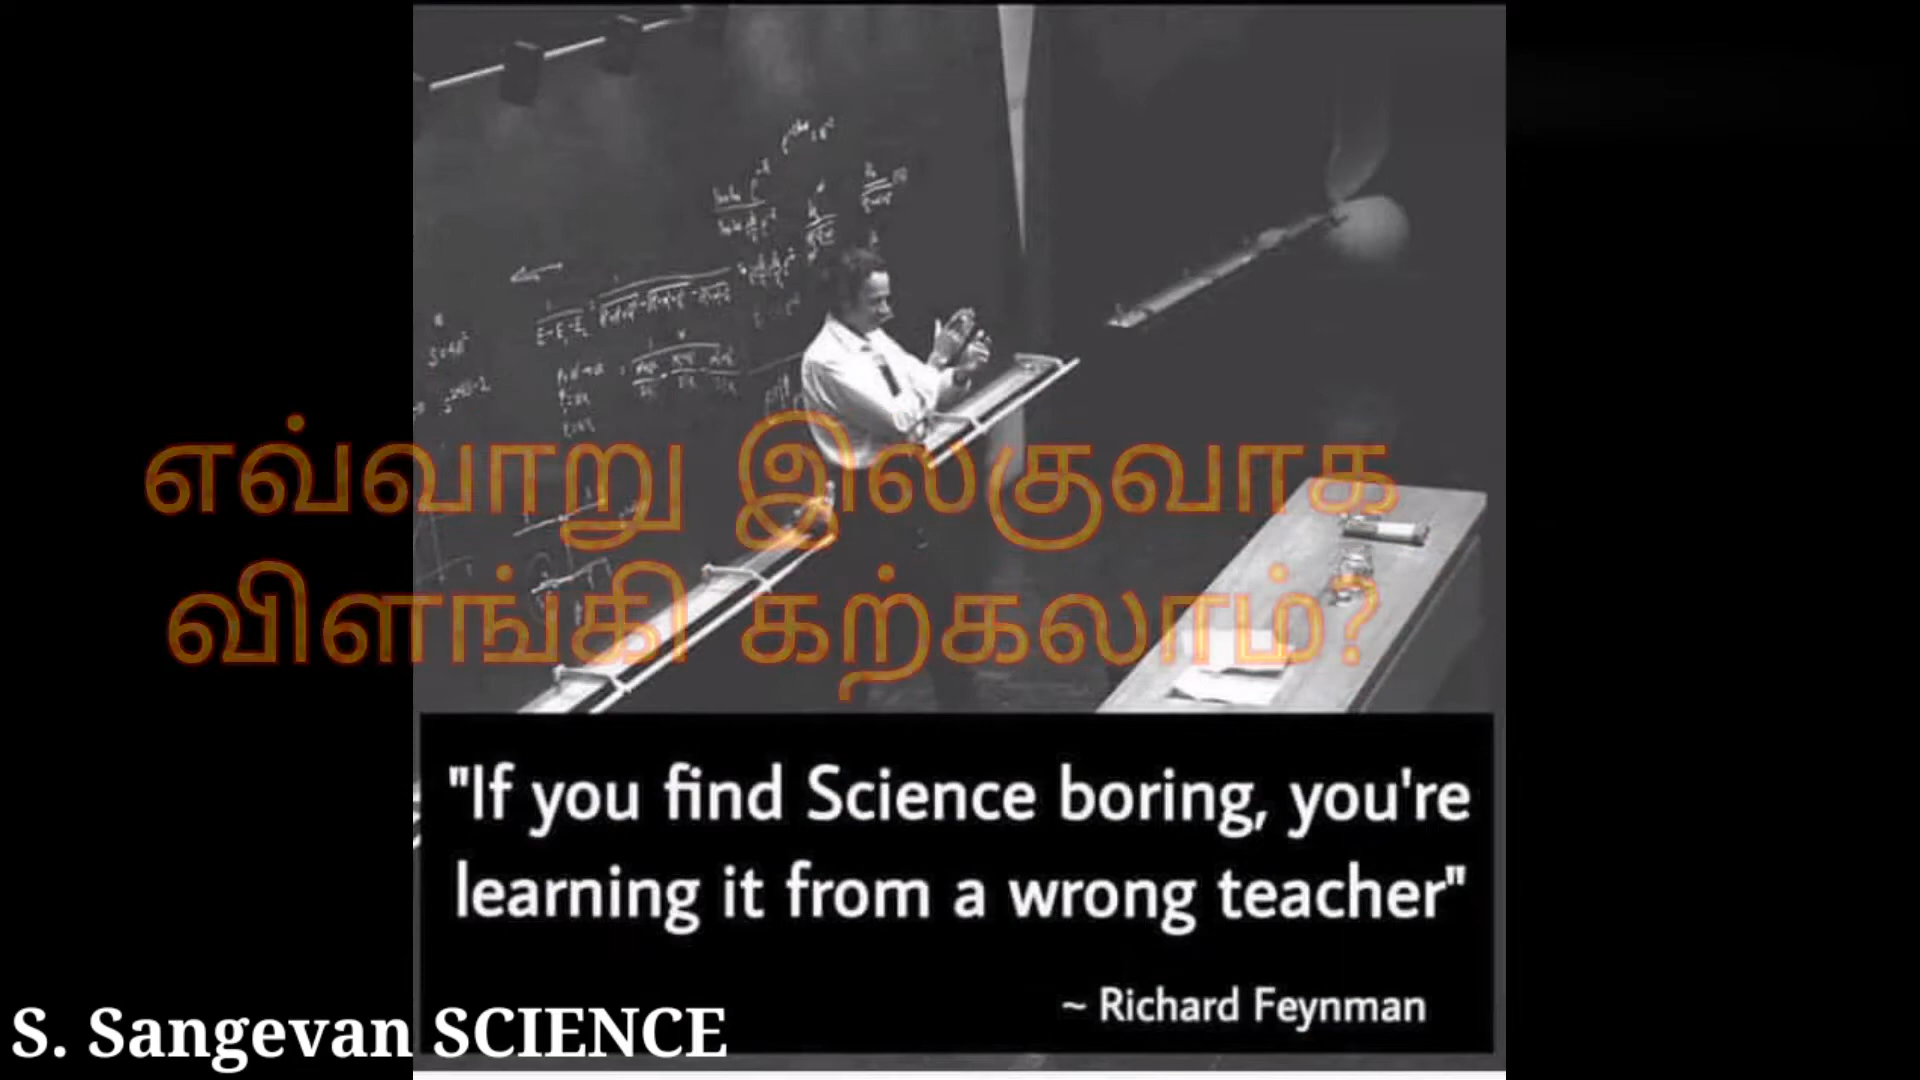 எவ்வாறு இலகுவாக
விளங்கி கற்கலாம்?
"If you find Science boring, you're
learning it from a wrong teacher"
~ Richard Feynman
S. Sangevan SCIENCE